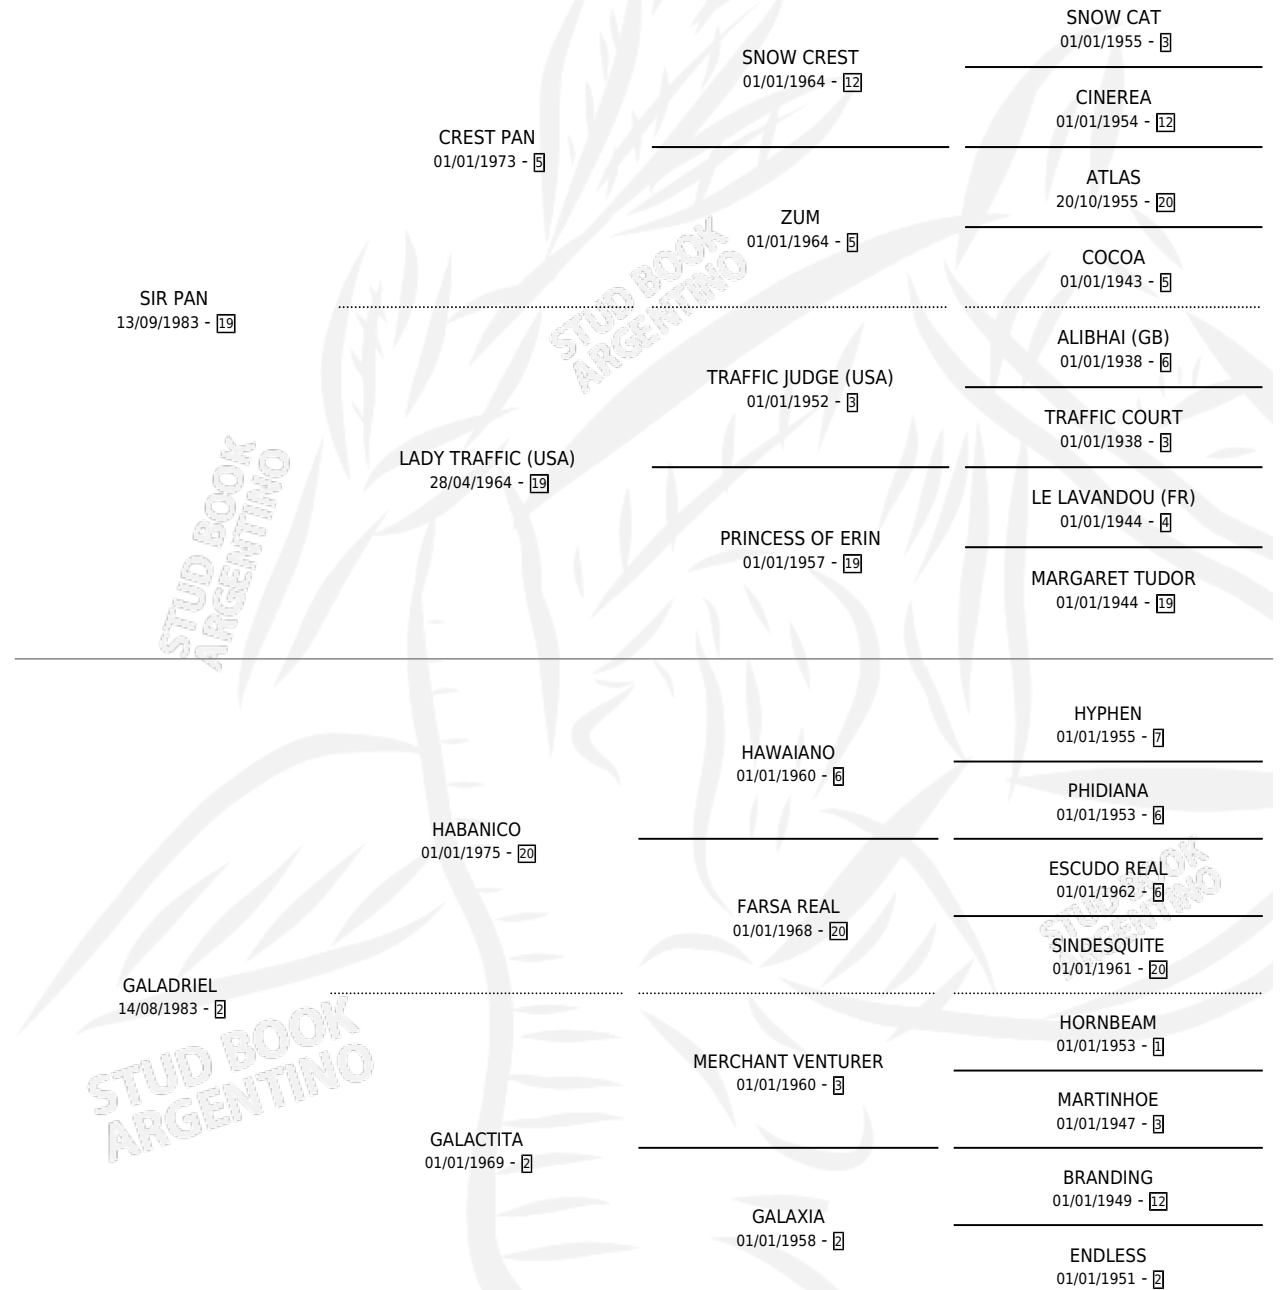 SNOW CAT
01/01/1955 - 3
SNOW CREST
01/01/1964 - 12
CINEREA
01/01/1954 - 12
CREST PAN
01/01/1973 - 5
ATLAS
20/10/1955 - 20
ZUM
01/01/1964 - 5
COCOA
01/01/1943 - 5
SIR PAN
13/09/1983 - 19
STUD BOOK
ARGENTINO
ALIBHAI (GB)
01/01/1938 - 6
TRAFFIC JUDGE (USA)
01/01/1952 - 3
TRAFFIC COURT
01/01/1938 - 3
LADY TRAFFIC (USA)
28/04/1964 - 19
LE LAVANDOU (FR)
01/01/1944 - 4
PRINCESS OF ERIN
01/01/1957 - 19
MARGARET TUDOR
01/01/1944 - 19
STUD BOOK
ARGENTINO
HYPHEN
01/01/1955 - 7
HAWAIANO
01/01/1960 - 6
PHIDIANA
01/01/1953 - 6
HABANICO
01/01/1975 - 20
ESCUDO REAL
01/01/1962 - 6
STUD BOOK
ARGENTINO
FARSA REAL
01/01/1968 - 20
SINDESQUITE
01/01/1961 - 20
GALADRIEL
14/08/1983 - 2
HORNBEAM
01/01/1953 - 1
MERCHANT VENTURER
01/01/1960 - 3
STUD BOOK
ARGENTINO
MARTINHOE
01/01/1947 - 3
GALACTITA
01/01/1969 - 2
BRANDING
01/01/1949 - 12
GALAXIA
01/01/1958 - 2
ENDLESS
01/01/1951 - 2